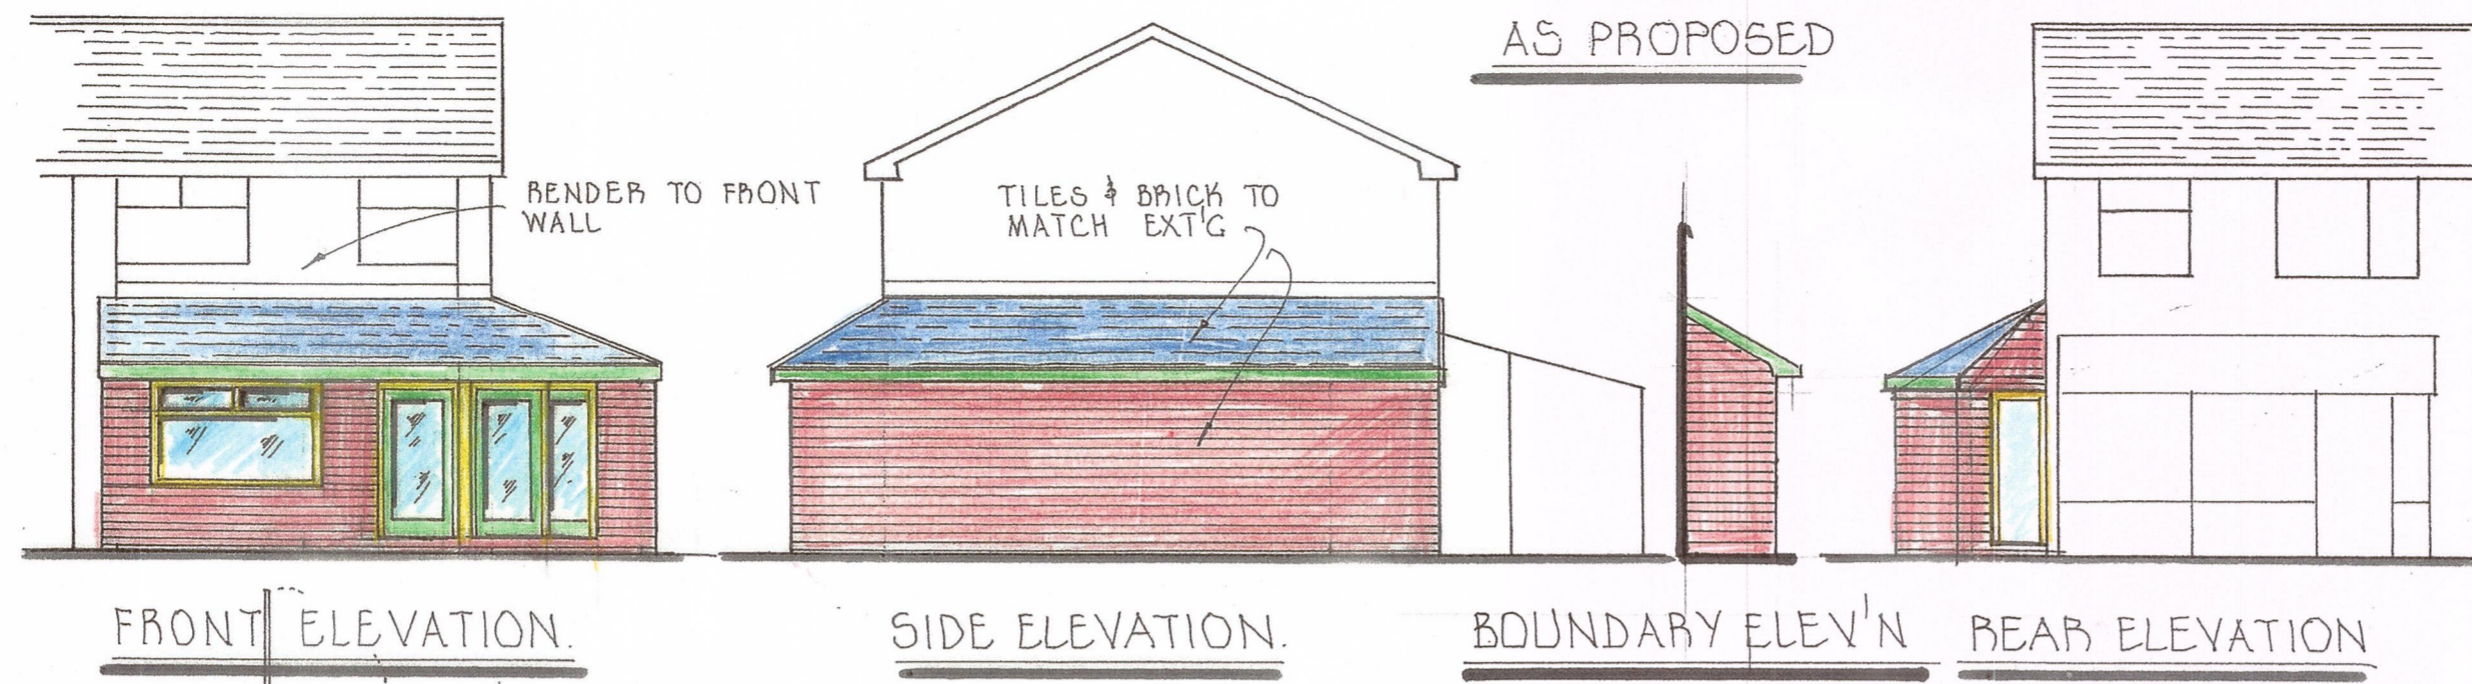 AS PROPOSED
RENDER TO FRONT
WALL
TILES & BRICK TO
MATCH EXT'G
FRONT ELEVATION.
SIDE ELEVATION.
BOUNDARY ELEV'N
REAR ELEVATION